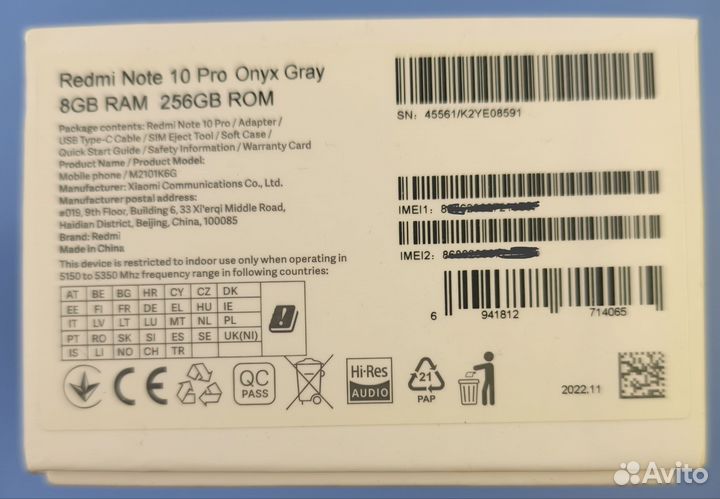 Redmi Note 10 Pro Onyx Gray
8GB RAM 256GB ROM
Package contents: Redmi Note 10 Pro / Adapter /
USB Type-C Cable / SIM Eject Tool / Soft Case /
Quick Start Guide / Safety Information / Warranty Card
Product Name / Product Model:
Mobile phone / M2101K6G
Manufacturer: Xiaomi Communications Co., Ltd.
Manufacturer postal address:
#019, 9th Floor, Building 6, 33 Xi'erqi Middle Road,
Haidian District, Beijing, China, 100085
Brand: Redmi
Made in China
This device is restricted to indoor use only when operating in
5150 to 5350 Mhz frequency range in following countries:
AT BE BG HR CY CZ DK
EE FI FR DE EL HU IE
IT LV LT LU MT NL PL
PT RO SK SI ES SE UK(NI)
IS LI NO CH TR
SN: 45561/K2YE08591
IMEI1:
IMEI2:
6 941812 714065
CE
QC
PASS
Hi-Res
AUDIO
21
PAP
2022.11
Avito